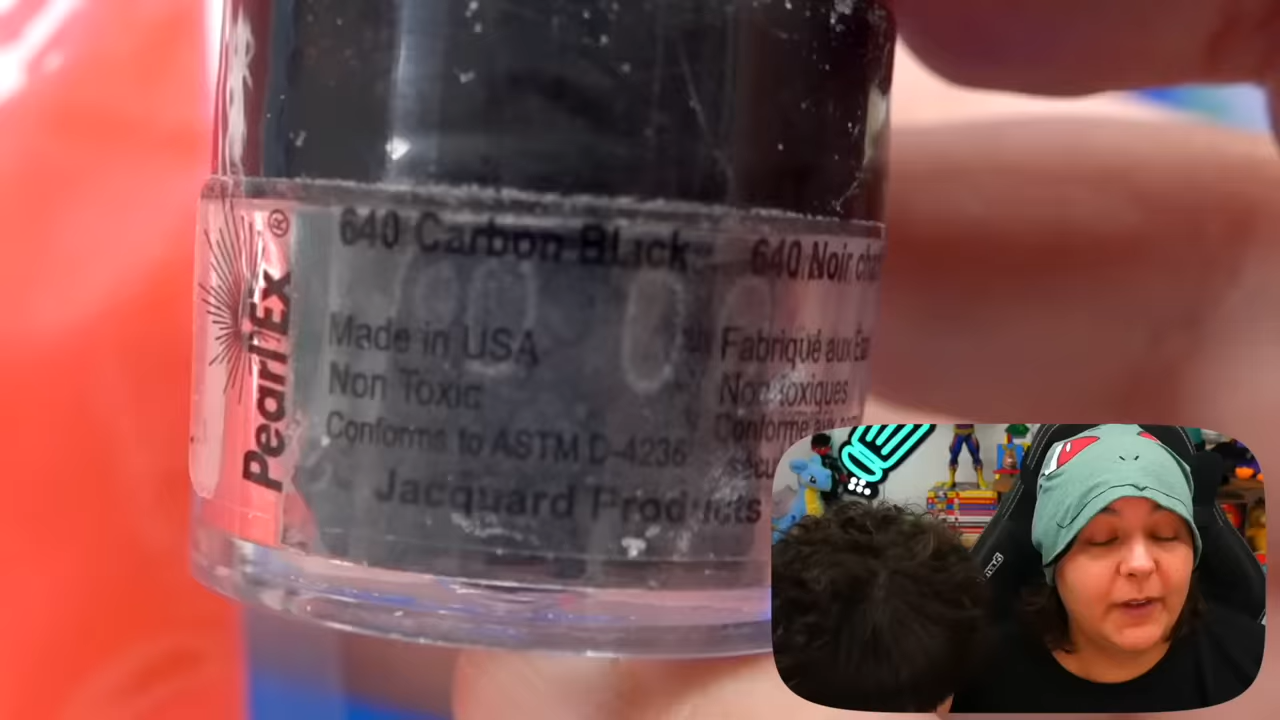 PearlEx®
640 Carbon Black
Made in USA
Non Toxic
Conforms to ASTM D-4236
Jacquard Products
640 Noir
Fabriqué aux
Non toxiques
Conforme aux